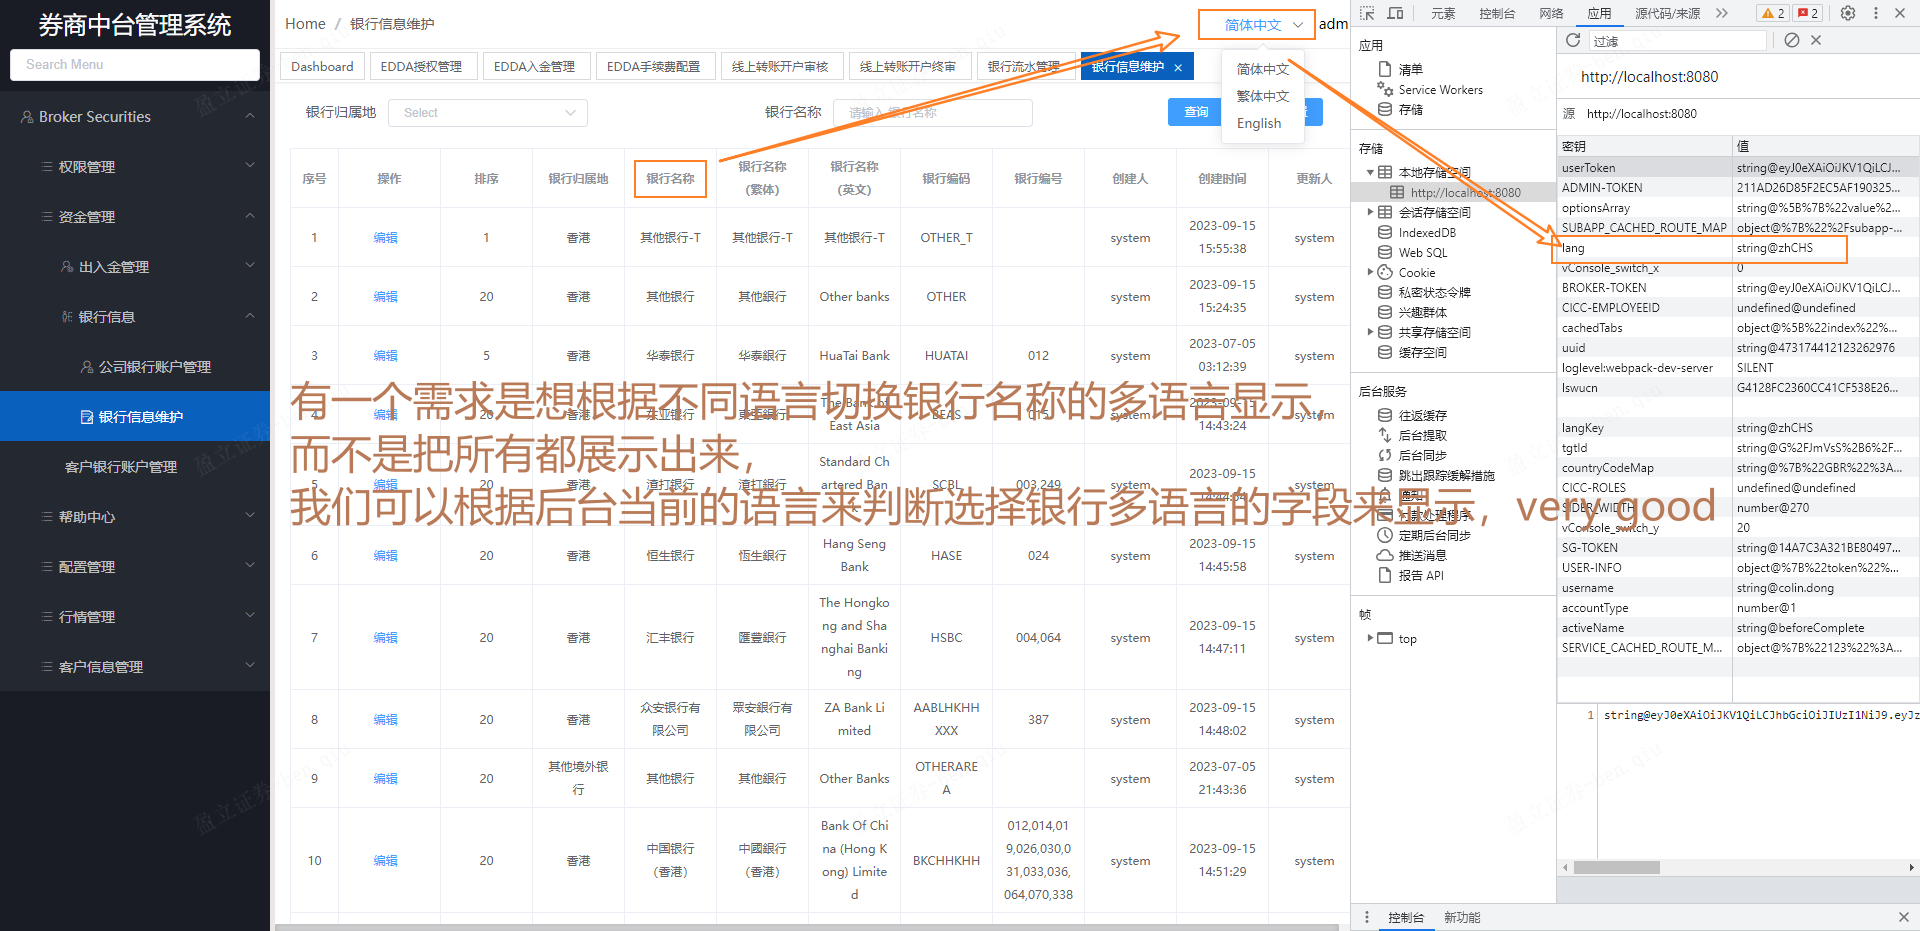 券商中台管理系统
Search Menu
Broker Securities
权限管理
资金管理
出入金管理
银行信息
公司银行账户管理
银行信息维护
客户银行账户管理
帮助中心
配置管理
行情管理
客户信息管理
Home / 银行信息维护
简体中文
adm
Dashboard
EDDA授权管理
EDDA入金管理
EDDA手续费配置
线上转账开户审核
线上转账开户终审
银行流水管理
银行信息维护 ×
简体中文
繁体中文
English
银行归属地 Select
银行名称 请输入银行名称
查询
序号 操作 排序 银行归属地 银行名称 银行名称(繁体) 银行名称(英文) 银行编码 银行编号 创建人 创建时间 更新人
1 编辑 1 香港 其他银行-T 其他银行-T 其他银行-T OTHER_T system 2023-09-15 15:55:38 system
2 编辑 20 香港 其他银行 其他銀行 Other banks OTHER system 2023-09-15 15:24:35 system
3 编辑 5 香港 华泰银行 华泰銀行 HuaTai Bank HUATAI 012 system 2023-07-05 03:12:39 system
4 编辑 20 香港 东亚银行 東亞銀行 The Bank of East Asia BEAS 015 system 2023-09-15 14:43:24 system
5 编辑 20 香港 渣打银行 渣打銀行 Standard Chartered Ban SCBL 003,249 system 2023-09-15 system
6 编辑 20 香港 恒生银行 恆生銀行 Hang Seng Bank HASE 024 system 2023-09-15 14:45:58 system
7 编辑 20 香港 汇丰银行 匯豐銀行 The Hongkong and Shanghai Banking HSBC 004,064 system 2023-09-15 14:47:11 system
8 编辑 20 香港 众安银行有限公司 眾安銀行有限公司 ZA Bank Limited AABLHKHHXXX 387 system 2023-09-15 14:48:02 system
9 编辑 20 其他境外银行 其他银行 其他銀行 Other Banks OTHERAREA system 2023-07-05 21:43:36 system
10 编辑 20 香港 中国银行（香港） 中國銀行（香港） Bank Of China (Hong Kong) Limited BKCHHKHH 012,014,019,026,030,031,033,036,064,070,338 system 2023-09-15 14:51:29 system
有一个需求是想根据不同语言切换银行名称的多语言显示,
而不是把所有都展示出来,
我们可以根据后台当前的语言来判断选择银行多语言的字段来显示，very good
元素 控制台 网络 应用 源代码/来源 » 2 2
应用
清单
Service Workers
存储
存储
本地存储空间
http://localhost:8080
会话存储空间
IndexedDB
Web SQL
Cookie
私密状态令牌
兴趣群体
共享存储空间
缓存空间
后台服务
往返缓存
后台提取
后台同步
跳出跟踪缓解措施
通知
付款处理程序
定期后台同步
推送消息
报告 API
帧
top
过滤
http://localhost:8080
源 http://localhost:8080
密钥 值
userToken string@eyJ0eXAiOiJKV1QiLCJ...
ADMIN-TOKEN 211AD26D85F2EC5AF190325...
optionsArray string@%5B%7B%22value%2...
SUBAPP_CACHED_ROUTE_MAP object@%7B%22%2Fsubapp-...
lang string@zhCHS
vConsole_switch_x 0
BROKER-TOKEN string@eyJ0eXAiOiJKV1QiLCJ...
CICC-EMPLOYEEID undefined@undefined
cachedTabs object@%5B%22index%22%...
uuid string@473174412123262976
loglevel:webpack-dev-server SILENT
lswucn G4128FC2360CC41CF538E26...
langKey string@zhCHS
tgtId string@G%2FJmVsS%2B6%2F...
countryCodeMap string@%7B%22GBR%22%3A...
CICC-ROLES undefined@undefined
SIDER_WIDTH number@270
vConsole_switch_y 20
SG-TOKEN string@14A7C3A321BE80497...
USER-INFO object@%7B%22token%22%...
username string@colin.dong
accountType number@1
activeName string@beforeComplete
SERVICE_CACHED_ROUTE_M... object@%7B%22123%22%3A...
1 string@eyJ0eXAiOiJKV1QiLCJhbGciOiJIUzI1NiJ9.eyJz
控制台 新功能